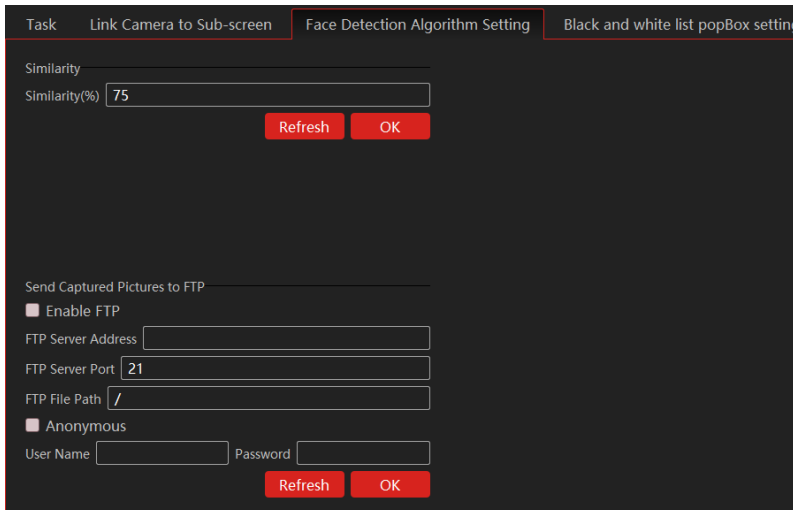 Task Link Camera to Sub-screen Face Detection Algorithm Setting Black and white list popBox setting
Similarity
Similarity(%) 75
Refresh OK
Send Captured Pictures to FTP
Enable FTP
FTP Server Address
FTP Server Port 21
FTP File Path /
Anonymous
User Name Password
Refresh OK